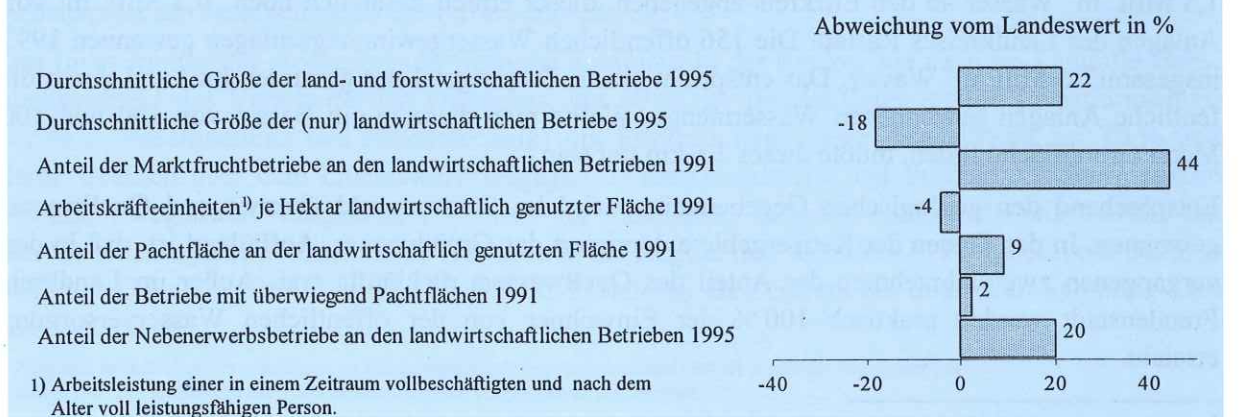 Abweichung vom Landeswert in %
Durchschnittliche Größe der land- und forstwirtschaftlichen Betriebe 1995 22
Durchschnittliche Größe der (nur) landwirtschaftlichen Betriebe 1995 -18
Anteil der Marktfruchtbetriebe an den landwirtschaftlichen Betrieben 1991 44
Arbeitskräfteeinheiten¹⁾ je Hektar landwirtschaftlich genutzter Fläche 1991 -4
Anteil der Pachtfläche an der landwirtschaftlich genutzten Fläche 1991 9
Anteil der Betriebe mit überwiegend Pachtflächen 1991 2
Anteil der Nebenerwerbsbetriebe an den landwirtschaftlichen Betrieben 1995 20
-40 -20 0 20 40
1) Arbeitsleistung einer in einem Zeitraum vollbeschäftigten und nach dem
Alter voll leistungsfähigen Person.